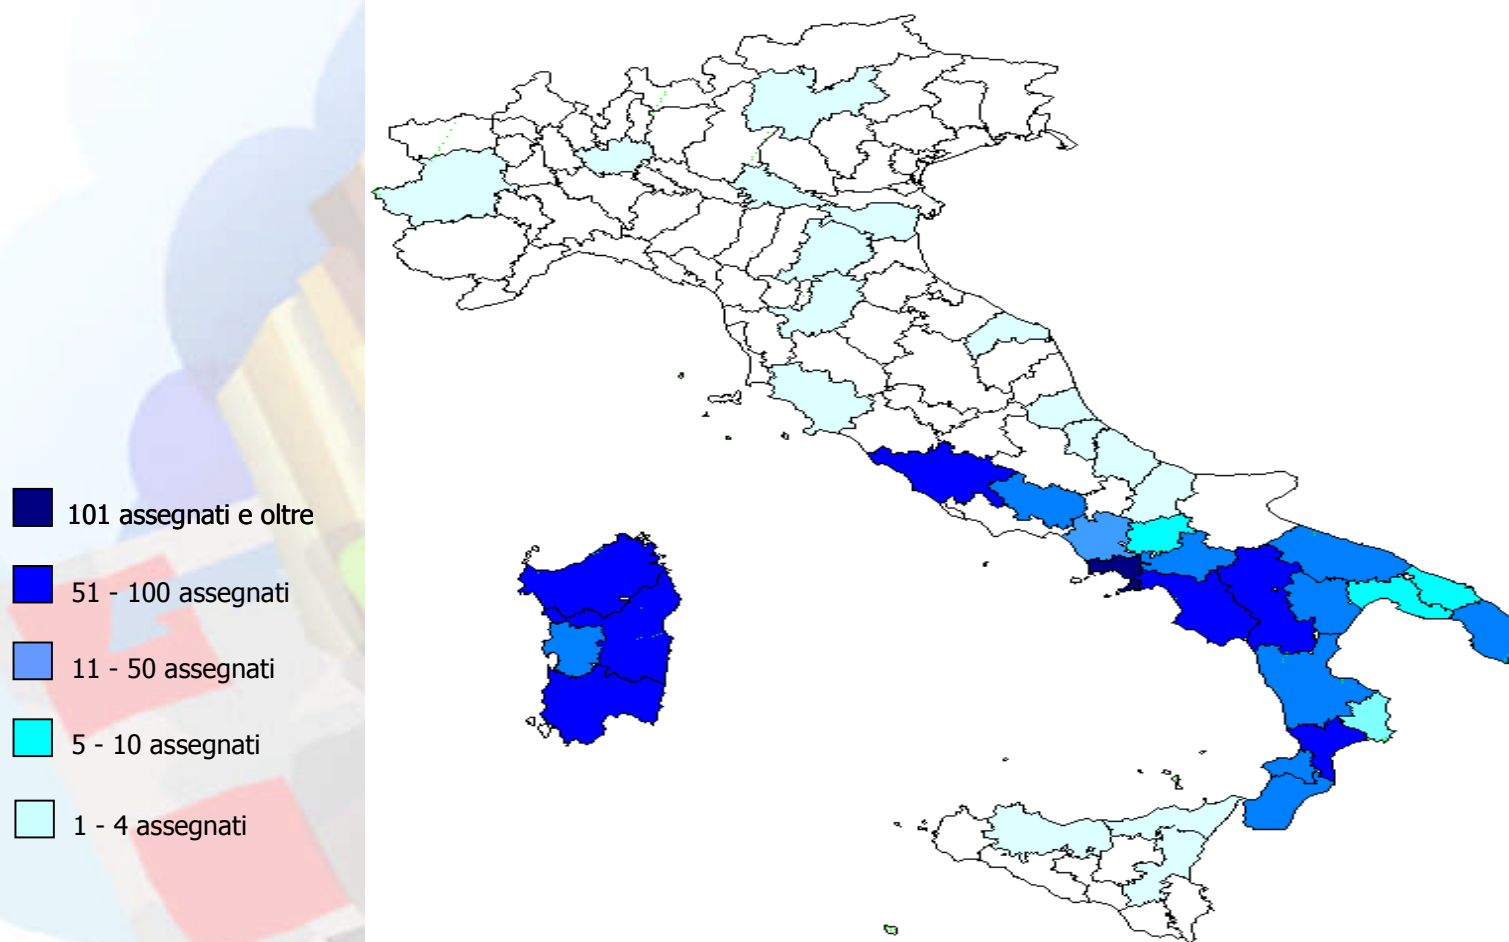 101 assegnati e oltre
51 - 100 assegnati
11 - 50 assegnati
5 - 10 assegnati
1 - 4 assegnati